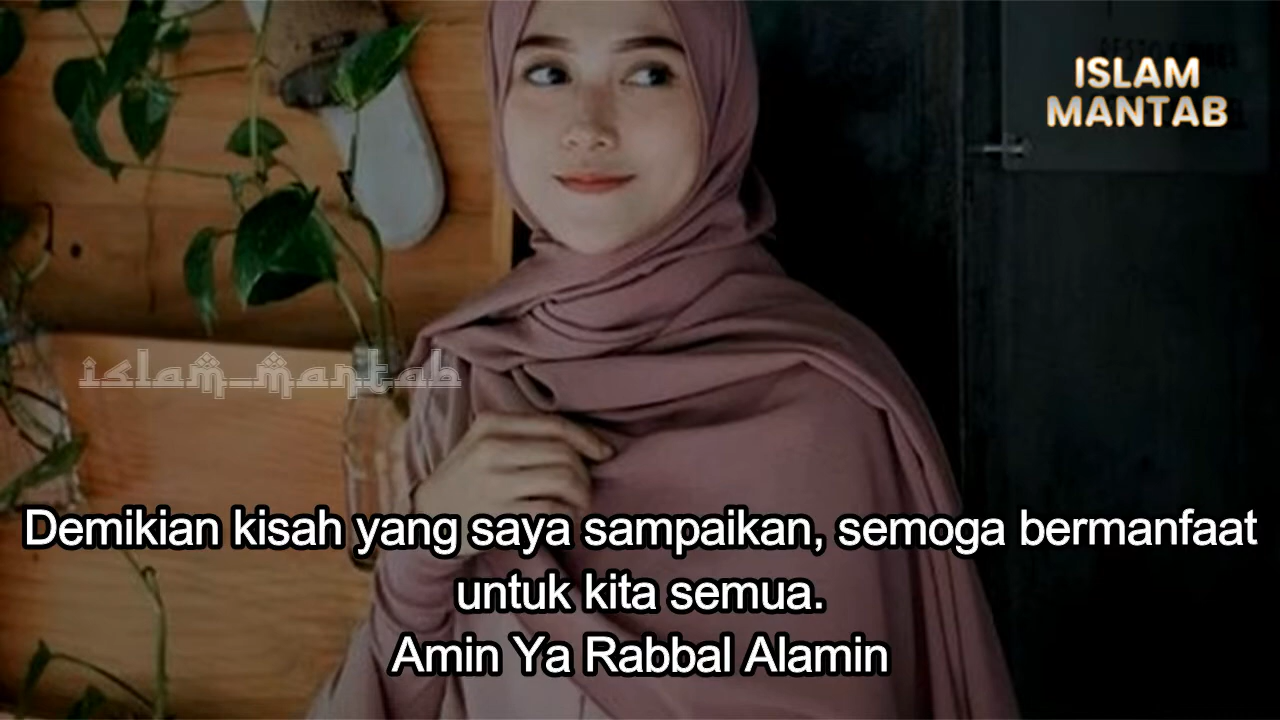 ISLAM
MANTAB
islam_mantab
Demikian kisah yang saya sampaikan, semoga bermanfaat
untuk kita semua.
Amin Ya Rabbal Alamin